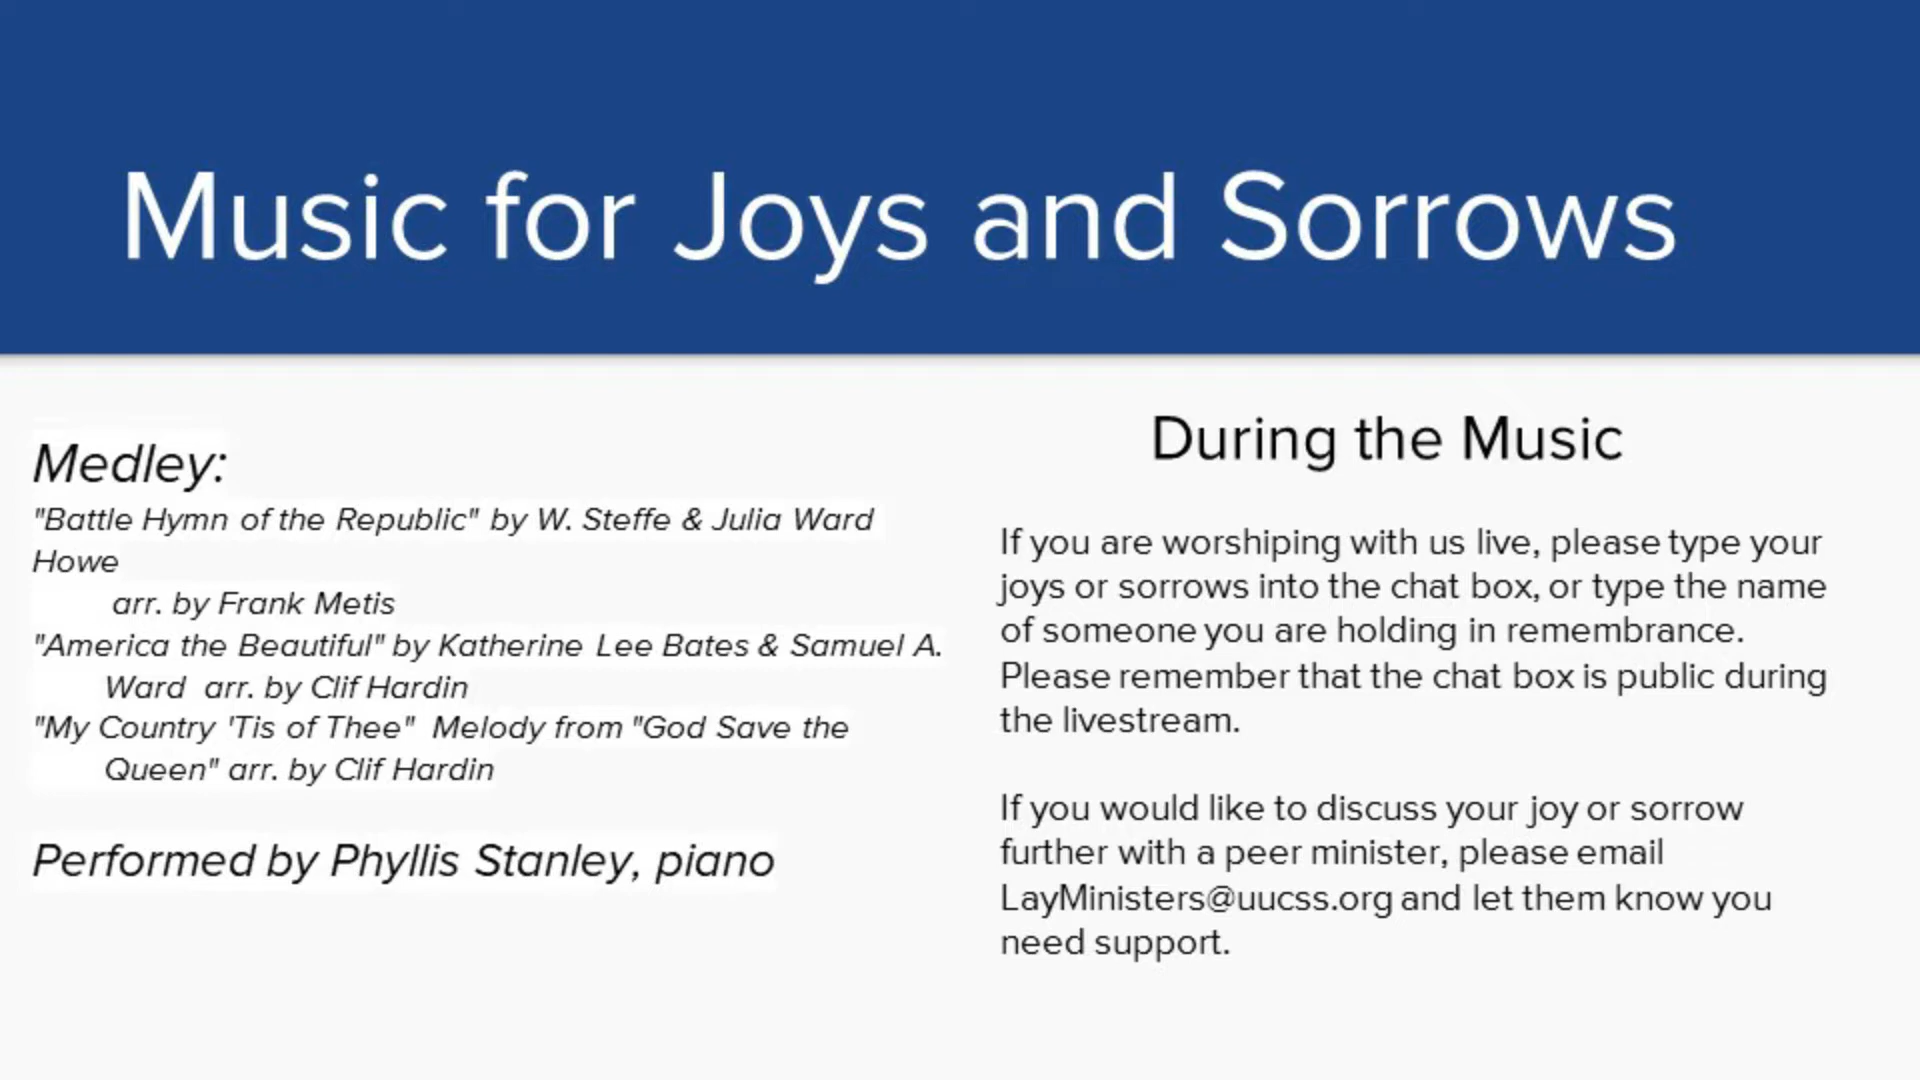 Music for Joys and Sorrows
Medley:
"Battle Hymn of the Republic" by W. Steffe & Julia Ward
Howe
arr. by Frank Metis
"America the Beautiful" by Katherine Lee Bates & Samuel A.
Ward arr. by Clif Hardin
"My Country 'Tis of Thee" Melody from "God Save the
Queen" arr. by Clif Hardin
Performed by Phyllis Stanley, piano
During the Music
If you are worshiping with us live, please type your
joys or sorrows into the chat box, or type the name
of someone you are holding in remembrance.
Please remember that the chat box is public during
the livestream.
If you would like to discuss your joy or sorrow
further with a peer minister, please email
LayMinisters@uucss.org and let them know you
need support.